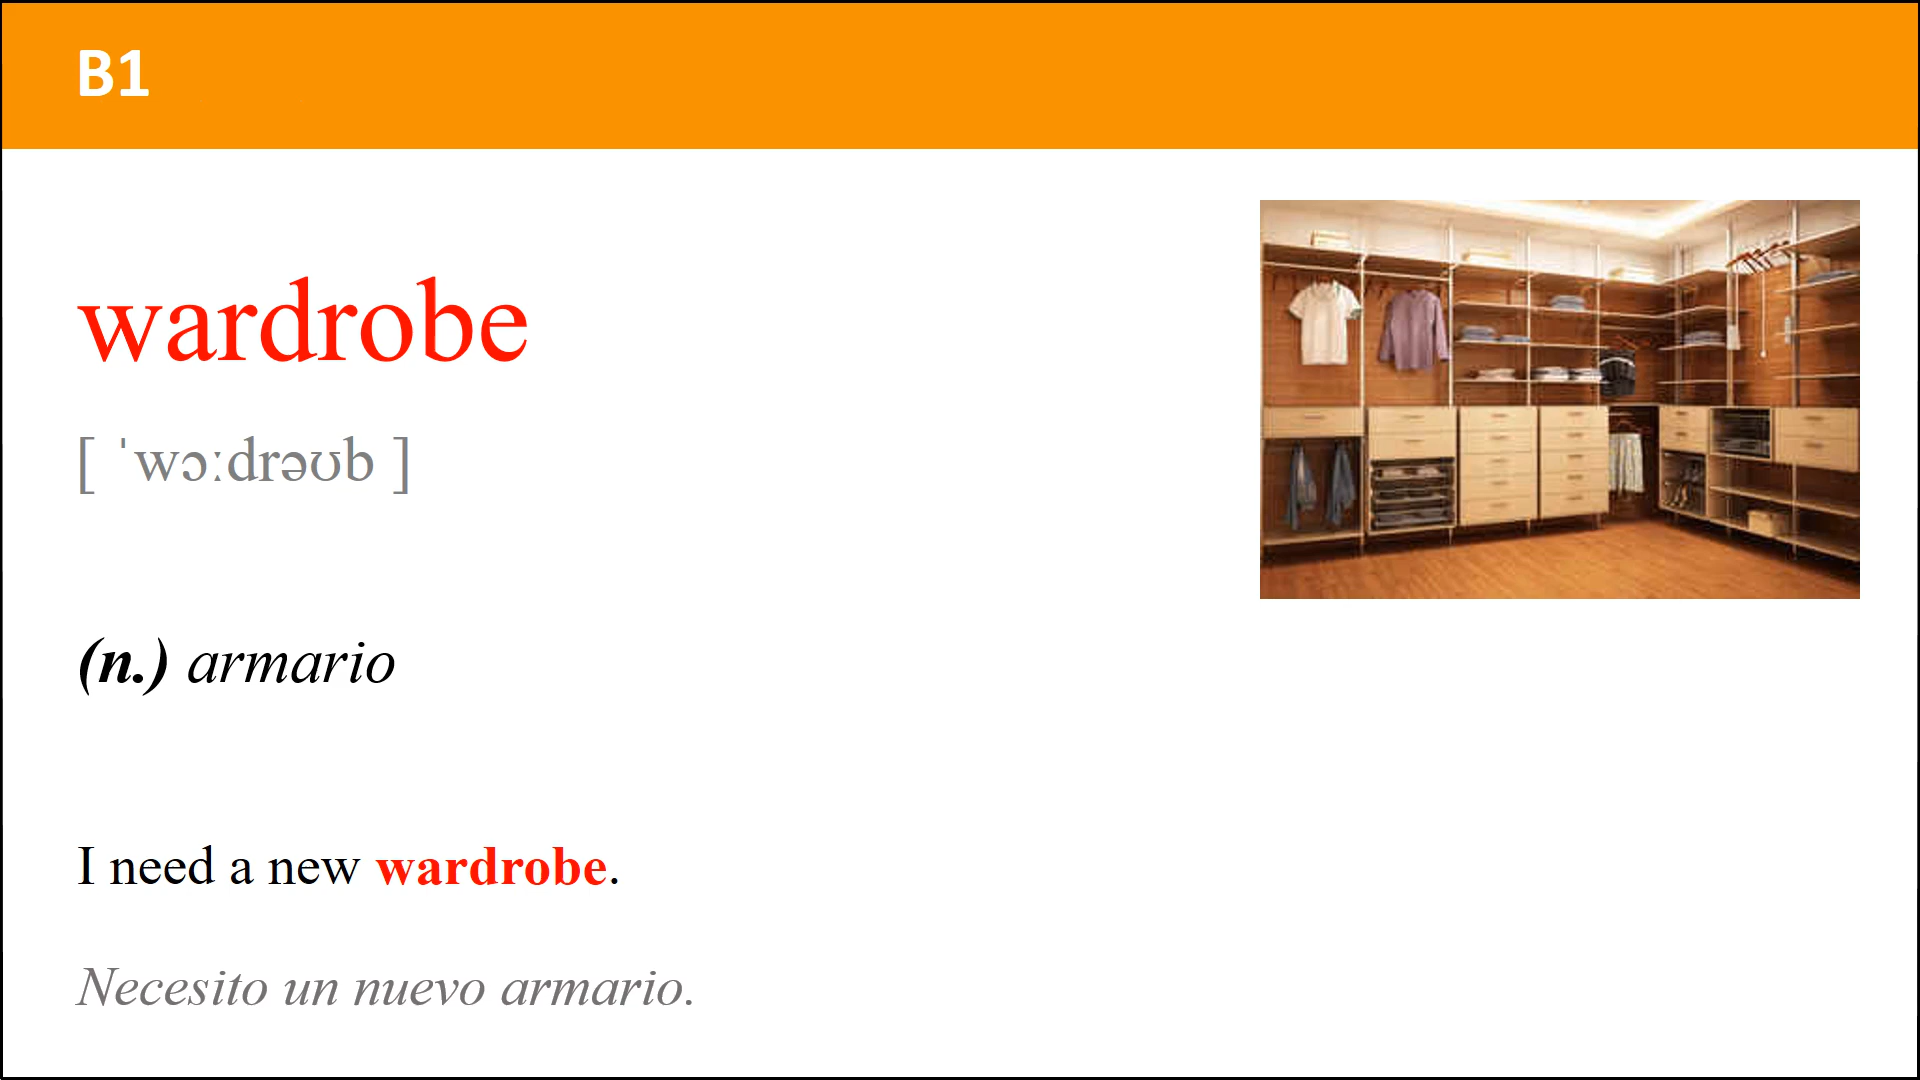 B1
wardrobe
[ ˈwɔːdrəʊb ]
(n.) armario
I need a new wardrobe.
Necesito un nuevo armario.